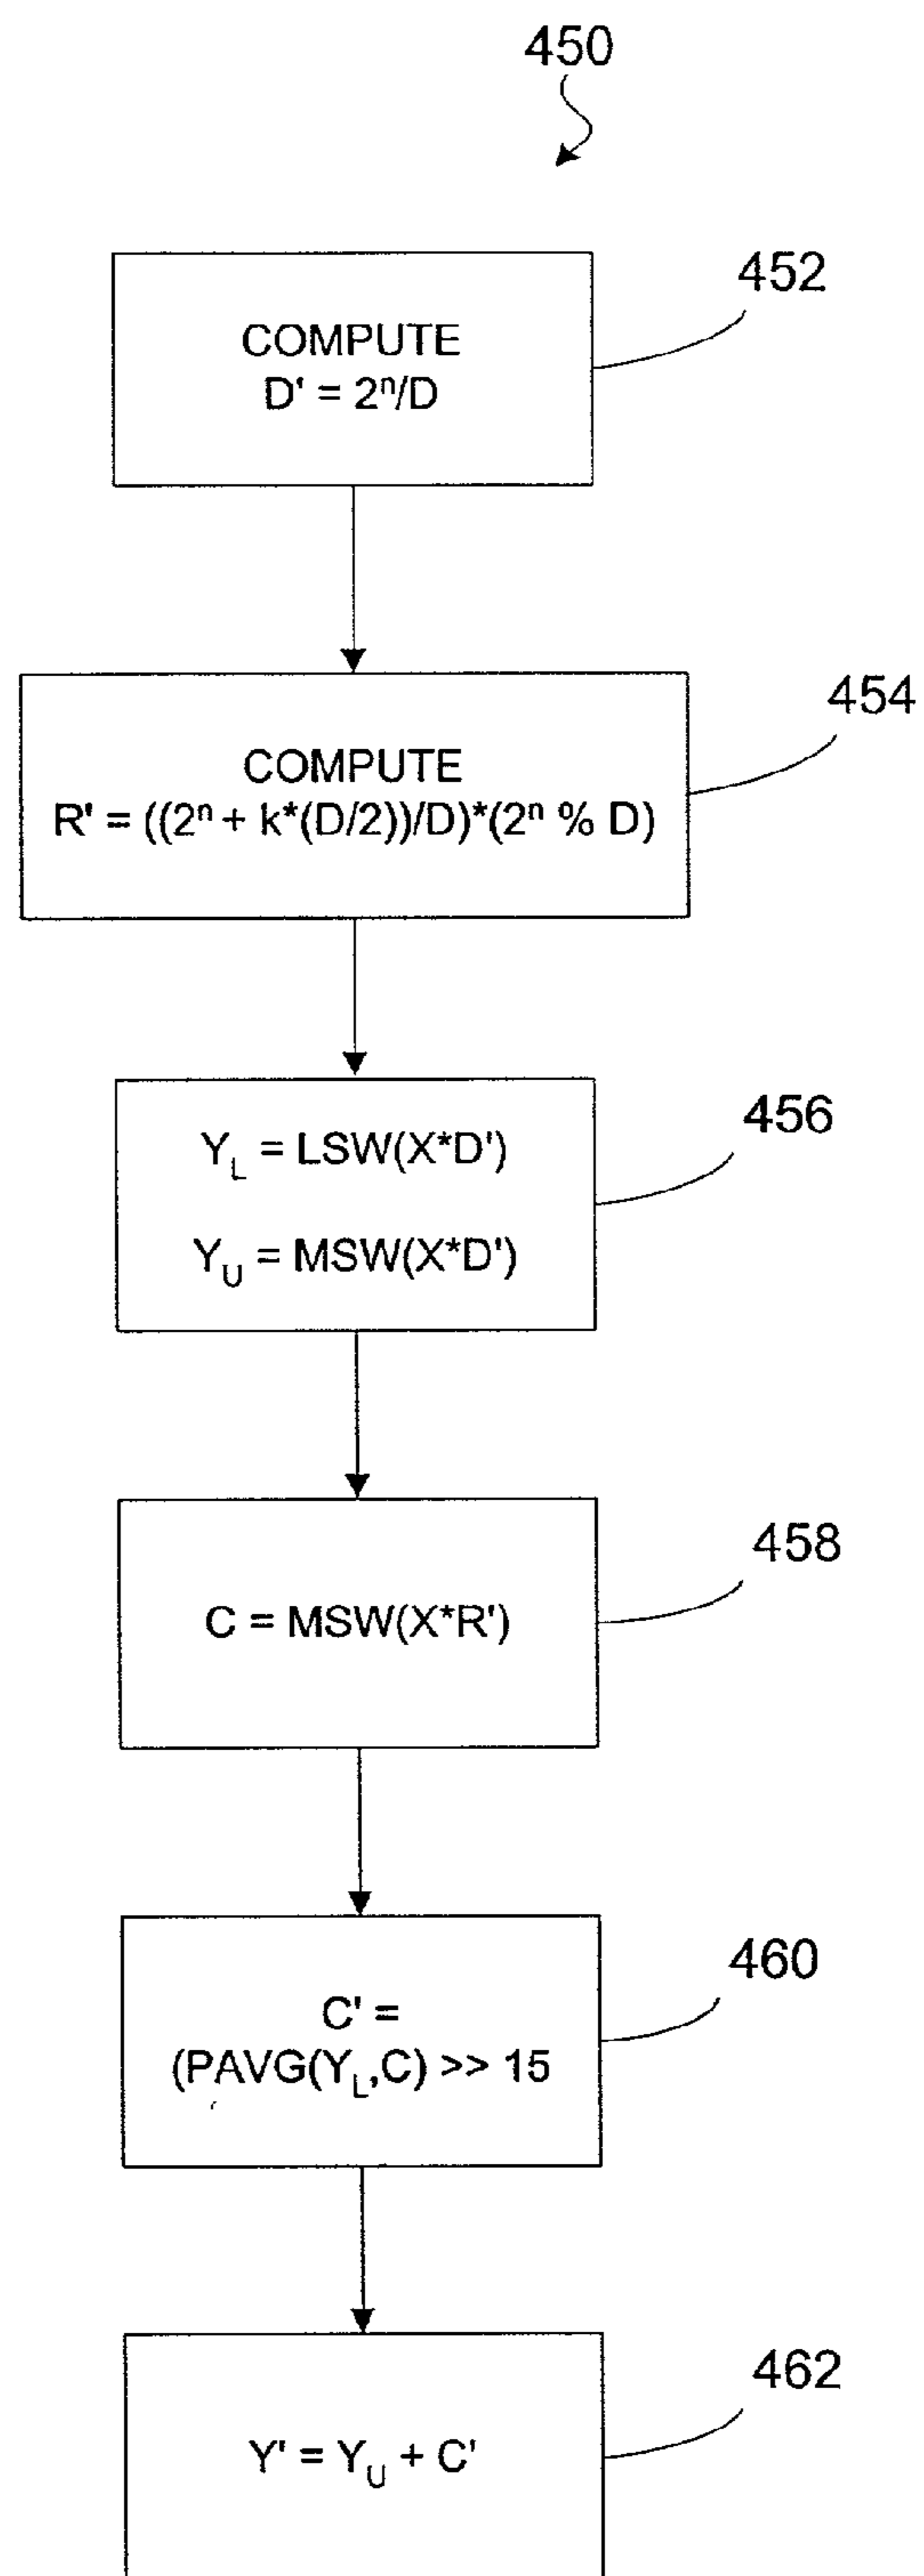 450
452
COMPUTE
D' = 2ⁿ/D
454
COMPUTE
R' = ((2ⁿ + k*(D/2))/D)*(2ⁿ % D)
456
Y_L = LSW(X*D')
Y_U = MSW(X*D')
458
C = MSW(X*R')
460
C' =
(PAVG(Y_L,C) >> 15
462
Y' = Y_U + C'